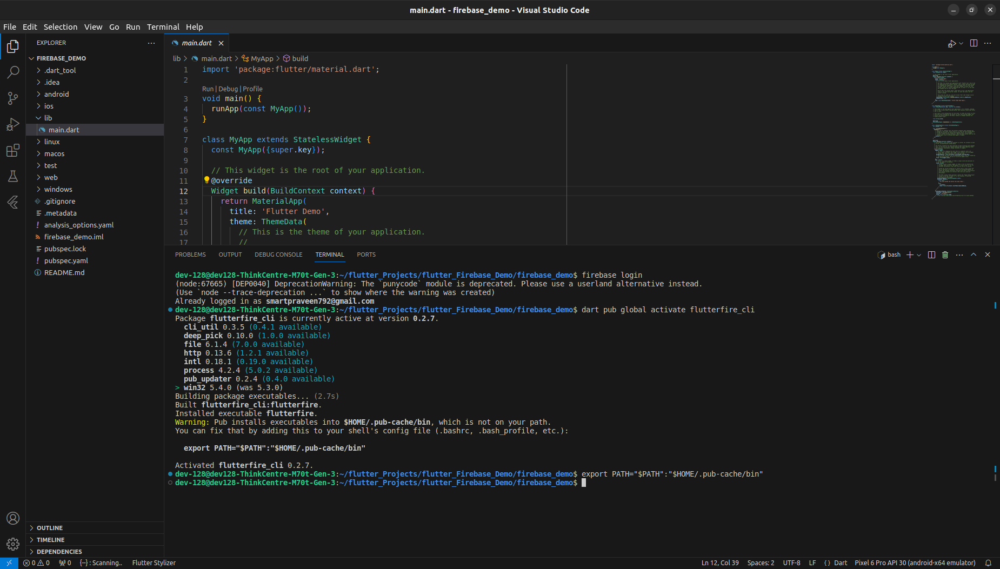 main.dart - firebase_demo - Visual Studio Code
File Edit Selection View Go Run Terminal Help
EXPLORER
FIREBASE_DEMO
.dart_tool
.idea
android
ios
lib
main.dart
linux
macos
test
web
windows
.gitignore
.metadata
analysis_options.yaml
firebase_demo.iml
pubspec.lock
pubspec.yaml
README.md
OUTLINE
TIMELINE
DEPENDENCIES
main.dart
lib > main.dart > MyApp > build
1 import 'package:flutter/material.dart';
2
Run | Debug | Profile
3 void main() {
4 runApp(const MyApp());
5 }
6
7 class MyApp extends StatelessWidget {
8 const MyApp({super.key});
9
10 // This widget is the root of your application.
11 @override
12 Widget build(BuildContext context) {
13 return MaterialApp(
14 title: 'Flutter Demo',
15 theme: ThemeData(
16 // This is the theme of your application.
17 //
PROBLEMS OUTPUT DEBUG CONSOLE TERMINAL PORTS
bash
dev-128@dev128-ThinkCentre-M70t-Gen-3:~/flutter_Projects/flutter_Firebase_Demo/firebase_demo$ firebase login
(node:67665) [DEP0040] DeprecationWarning: The `punycode` module is deprecated. Please use a userland alternative instead.
(Use `node --trace-deprecation ...` to show where the warning was created)
Already logged in as smartpraveen792@gmail.com
dev-128@dev128-ThinkCentre-M70t-Gen-3:~/flutter_Projects/flutter_Firebase_Demo/firebase_demo$ dart pub global activate flutterfire_cli
Package flutterfire_cli is currently active at version 0.2.7.
cli_util 0.3.5 (0.4.1 available)
deep_pick 0.10.0 (1.0.0 available)
file 6.1.4 (7.0.0 available)
http 0.13.6 (1.2.1 available)
intl 0.18.1 (0.19.0 available)
process 4.2.4 (5.0.2 available)
pub_updater 0.2.4 (0.4.0 available)
> win32 5.4.0 (was 5.3.0)
Building package executables... (2.7s)
Built flutterfire_cli:flutterfire.
Installed executable flutterfire.
Warning: Pub installs executables into $HOME/.pub-cache/bin, which is not on your path.
You can fix that by adding this to your shell's config file (.bashrc, .bash_profile, etc.):
export PATH="$PATH":"$HOME/.pub-cache/bin"
Activated flutterfire_cli 0.2.7.
dev-128@dev128-ThinkCentre-M70t-Gen-3:~/flutter_Projects/flutter_Firebase_Demo/firebase_demo$ export PATH="$PATH":"$HOME/.pub-cache/bin"
dev-128@dev128-ThinkCentre-M70t-Gen-3:~/flutter_Projects/flutter_Firebase_Demo/firebase_demo$
0 0 0 {--} : Scanning.. Flutter Stylizer Ln 12, Col 39 Spaces: 2 UTF-8 LF {} Dart Pixel 6 Pro API 30 (android-x64 emulator)